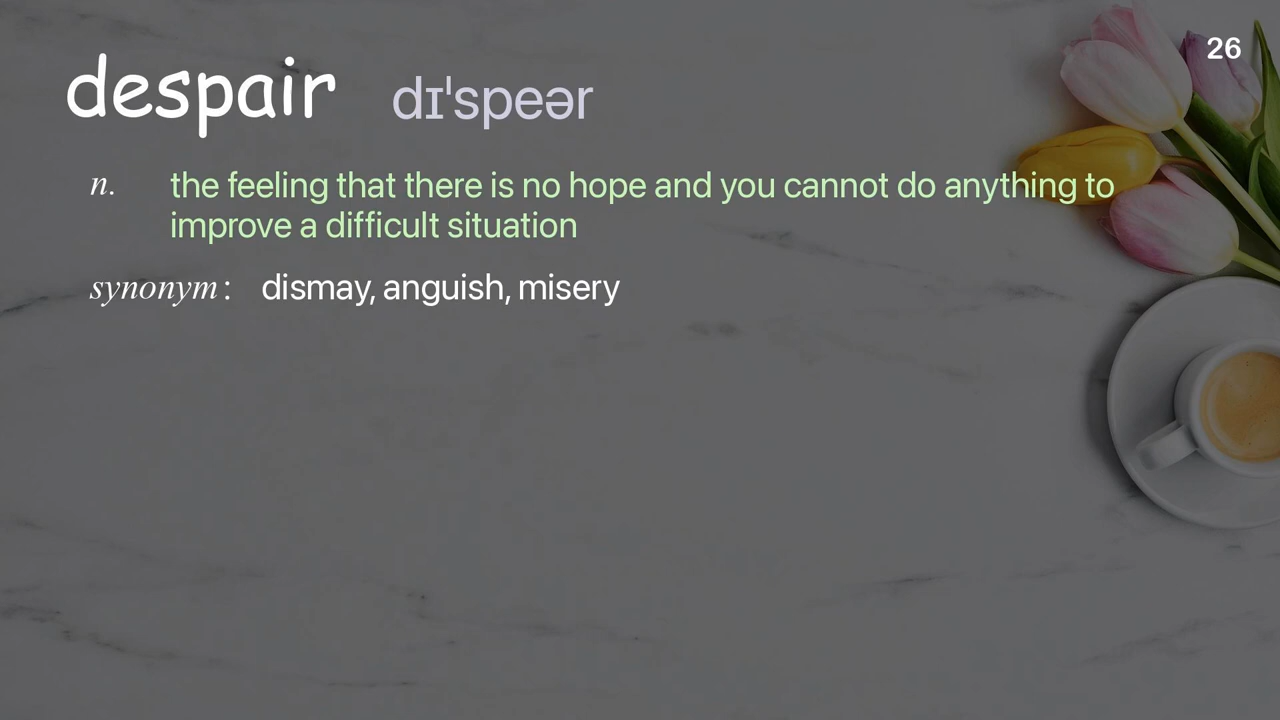 26
despair dɪˈspeər
n. the feeling that there is no hope and you cannot do anything to
improve a difficult situation
synonym: dismay, anguish, misery